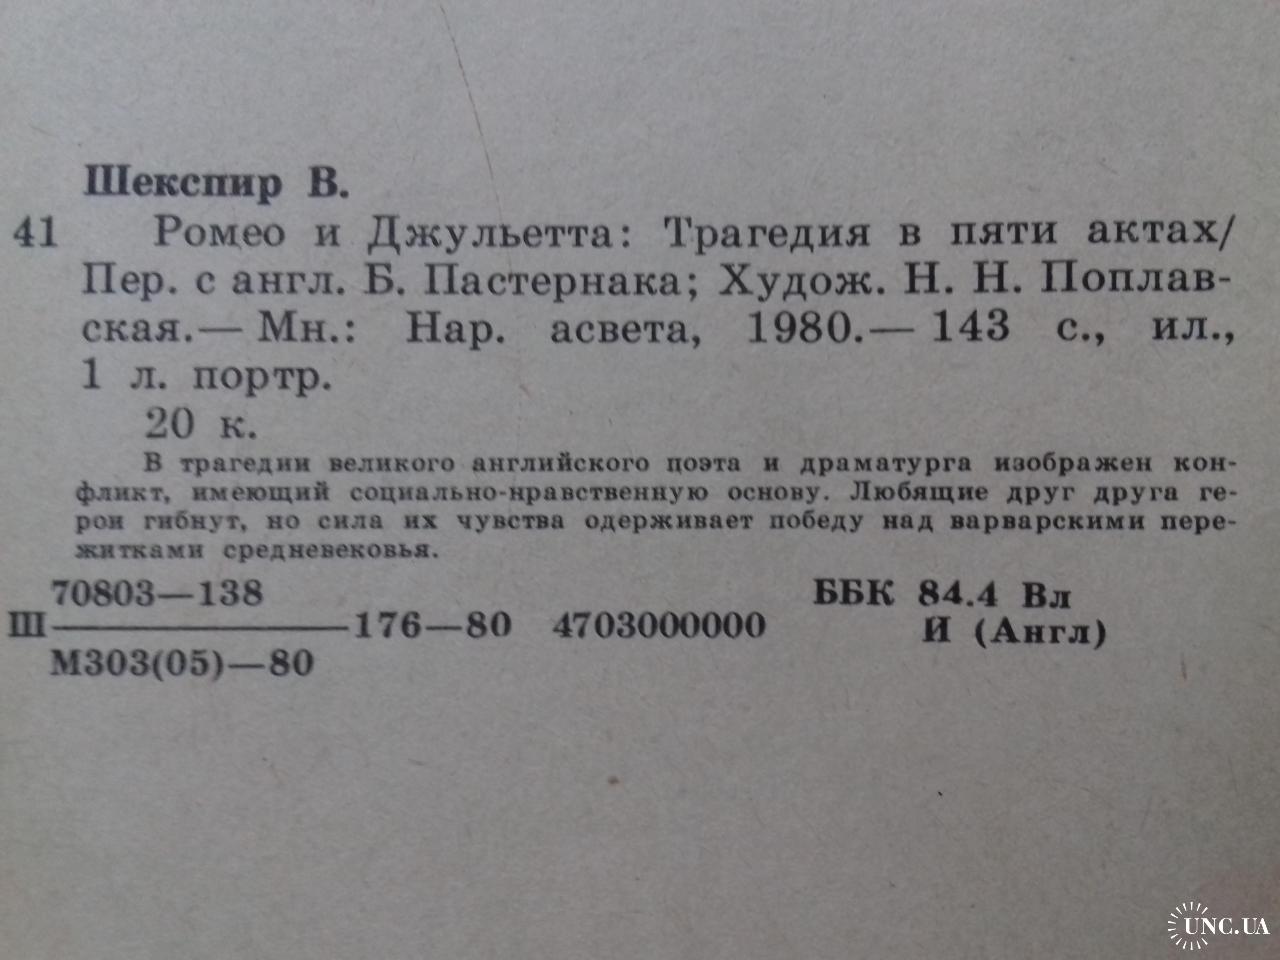 Шекспир В.
41 Ромео и Джульетта: Трагедия в пяти актах/
Пер. с англ. Б. Пастернака; Худож. Н. Н. Поплав-
ская.— Мн.: Нар. асвета, 1980.— 143 с., ил.,
1 л. портр.
20 к.
В трагедии великого английского поэта и драматурга изображен кон-
фликт, имеющий социально-нравственную основу. Любящие друг друга ге-
рои гибнут, но сила их чувства одерживает победу над варварскими пере-
житками средневековья.
70803—138
Ш————176—80 4703000000
М303(05)—80
ББК 84.4 Вл
И (Англ)
UNC.UA